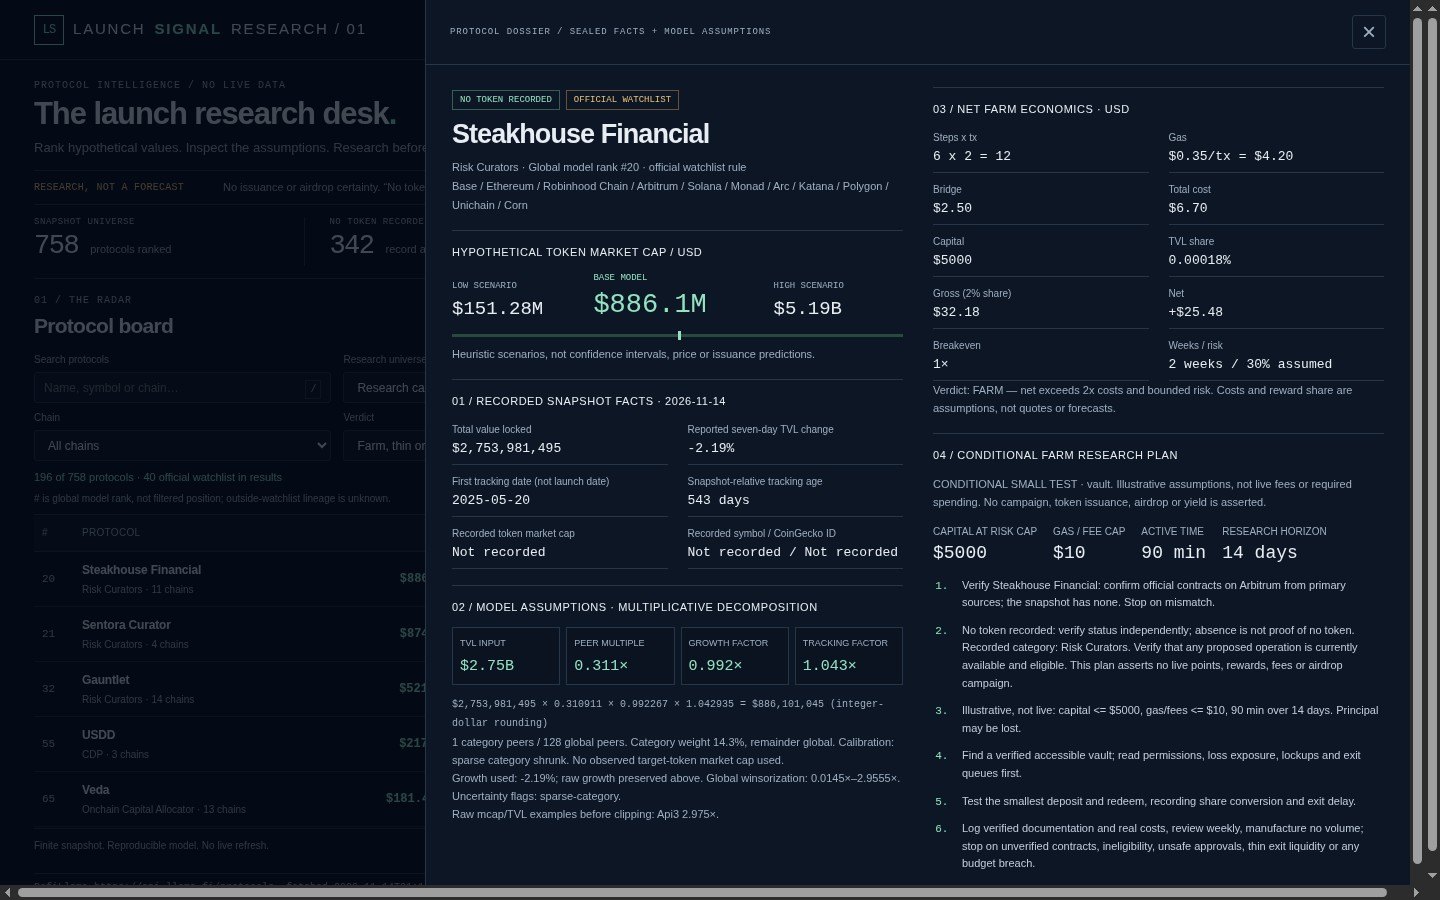 LS LAUNCH SIGNAL RESEARCH / 01
PROTOCOL INTELLIGENCE / NO LIVE DATA
The launch research desk.
Rank hypothetical values. Inspect the assumptions. Research before
RESEARCH, NOT A FORECAST No issuance or airdrop certainty. "No toke
SNAPSHOT UNIVERSE
758 protocols ranked
NO TOKEN RECORDE
342 record a
01 / THE RADAR
Protocol board
Search protocols
Name, symbol or chain… /
Research universe
Research ca
Chain
All chains
Verdict
Farm, thin or
196 of 758 protocols · 40 official watchlist in results
# is global model rank, not filtered position; outside-watchlist lineage is unknown.
# PROTOCOL
20 Steakhouse Financial $886
Risk Curators · 11 chains
21 Sentora Curator $874
Risk Curators · 4 chains
32 Gauntlet $521
Risk Curators · 14 chains
55 USDD $217
CDP · 3 chains
65 Veda $181.4
Onchain Capital Allocator · 13 chains
Finite snapshot. Reproducible model. No live refresh.
PROTOCOL DOSSIER / SEALED FACTS + MODEL ASSUMPTIONS
NO TOKEN RECORDED OFFICIAL WATCHLIST
Steakhouse Financial
Risk Curators · Global model rank #20 · official watchlist rule
Base / Ethereum / Robinhood Chain / Arbitrum / Solana / Monad / Arc / Katana / Polygon /
Unichain / Corn
HYPOTHETICAL TOKEN MARKET CAP / USD
LOW SCENARIO
$151.28M
BASE MODEL
$886.1M
HIGH SCENARIO
$5.19B
Heuristic scenarios, not confidence intervals, price or issuance predictions.
01 / RECORDED SNAPSHOT FACTS · 2026-11-14
Total value locked
$2,753,981,495
Reported seven-day TVL change
-2.19%
First tracking date (not launch date)
2025-05-20
Snapshot-relative tracking age
543 days
Recorded token market cap
Not recorded
Recorded symbol / CoinGecko ID
Not recorded / Not recorded
02 / MODEL ASSUMPTIONS · MULTIPLICATIVE DECOMPOSITION
TVL INPUT
$2.75B
PEER MULTIPLE
0.311×
GROWTH FACTOR
0.992×
TRACKING FACTOR
1.043×
$2,753,981,495 × 0.310911 × 0.992267 × 1.042935 = $886,101,045 (integer-
dollar rounding)
1 category peers / 128 global peers. Category weight 14.3%, remainder global. Calibration:
sparse category shrunk. No observed target-token market cap used.
Growth used: -2.19%; raw growth preserved above. Global winsorization: 0.0145×–2.9555×.
Uncertainty flags: sparse-category.
Raw mcap/TVL examples before clipping: Api3 2.975×.
03 / NET FARM ECONOMICS · USD
Steps x tx
6 x 2 = 12
Gas
$0.35/tx = $4.20
Bridge
$2.50
Total cost
$6.70
Capital
$5000
TVL share
0.00018%
Gross (2% share)
$32.18
Net
+$25.48
Breakeven
1×
Weeks / risk
2 weeks / 30% assumed
Verdict: FARM — net exceeds 2x costs and bounded risk. Costs and reward share are
assumptions, not quotes or forecasts.
04 / CONDITIONAL FARM RESEARCH PLAN
CONDITIONAL SMALL TEST · vault. Illustrative assumptions, not live fees or required
spending. No campaign, token issuance, airdrop or yield is asserted.
CAPITAL AT RISK CAP
$5000
GAS / FEE CAP
$10
ACTIVE TIME
90 min
RESEARCH HORIZON
14 days
1. Verify Steakhouse Financial: confirm official contracts on Arbitrum from primary
sources; the snapshot has none. Stop on mismatch.
2. No token recorded: verify status independently; absence is not proof of no token.
Recorded category: Risk Curators. Verify that any proposed operation is currently
available and eligible. This plan asserts no live points, rewards, fees or airdrop
campaign.
3. Illustrative, not live: capital <= $5000, gas/fees <= $10, 90 min over 14 days. Principal
may be lost.
4. Find a verified accessible vault; read permissions, loss exposure, lockups and exit
queues first.
5. Test the smallest deposit and redeem, recording share conversion and exit delay.
6. Log verified documentation and real costs, review weekly, manufacture no volume;
stop on unverified contracts, ineligibility, unsafe approvals, thin exit liquidity or any
budget breach.